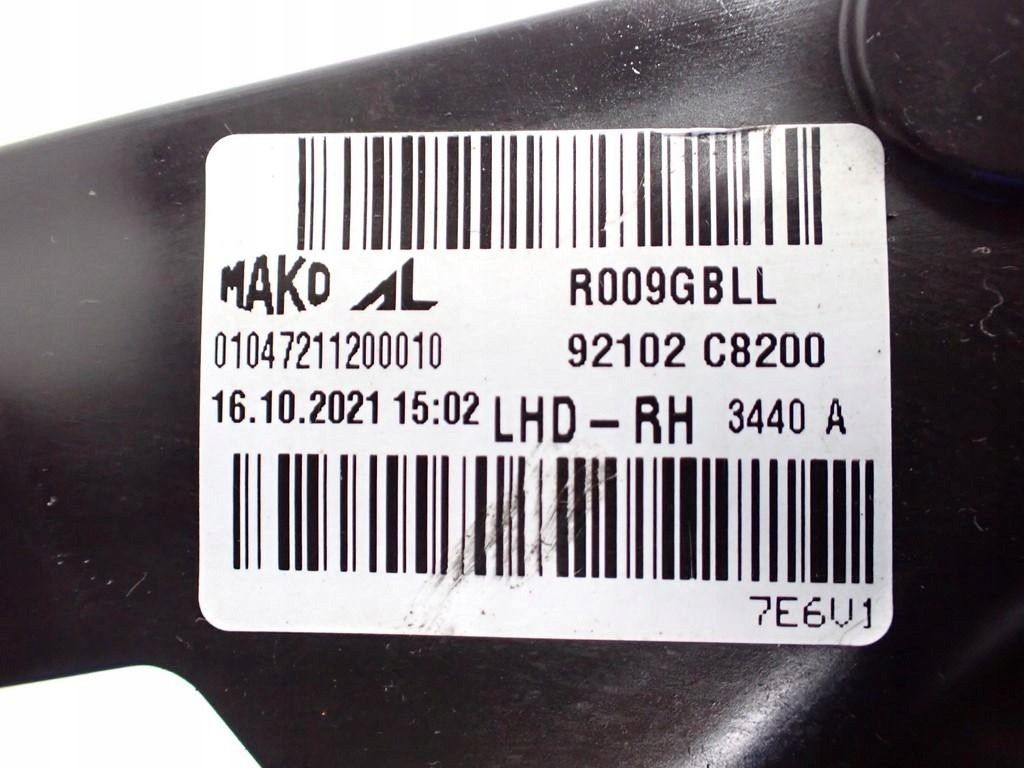 MAKO AL R009GBLL
01047211200010 92102 C8200
16.10.2021 15:02 LHD-RH 3440 A
7E6V1